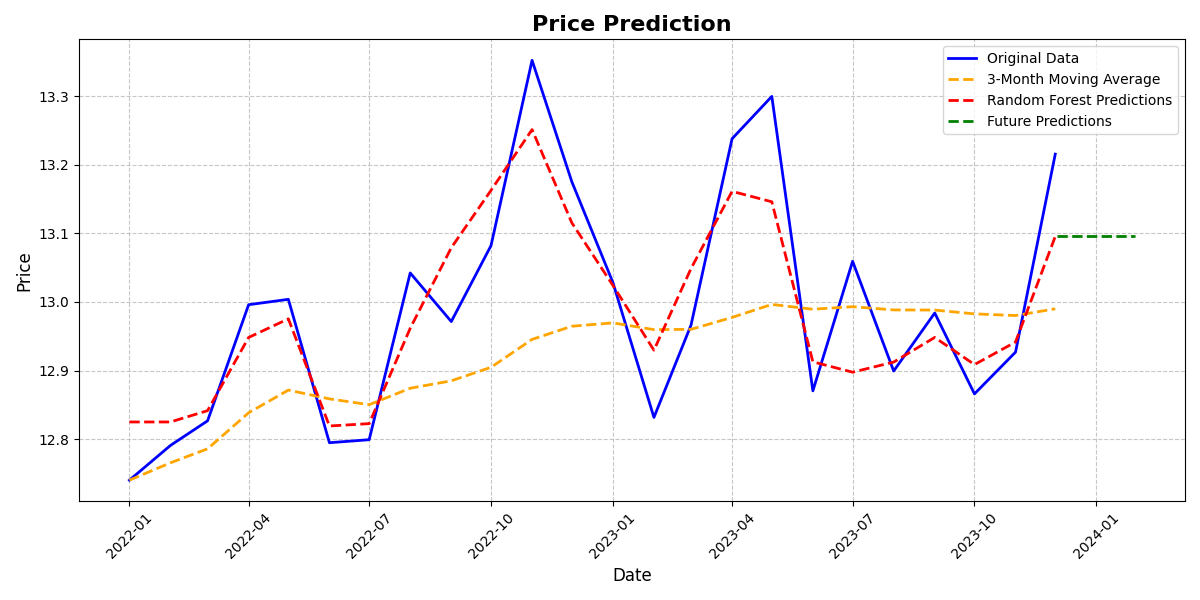 Price Prediction
Original Data
3-Month Moving Average
Random Forest Predictions
Future Predictions
Price
13.3
13.2
13.1
13.0
12.9
12.8
2022-01
2022-04
2022-07
2022-10
2023-01
2023-04
2023-07
2023-10
2024-01
Date